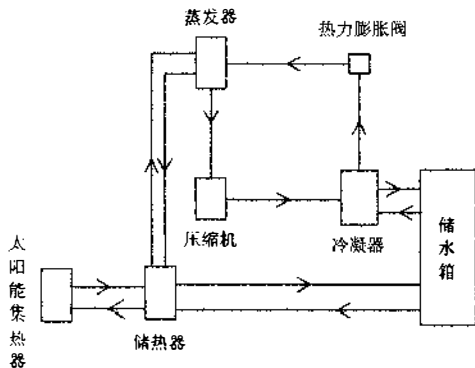 蒸发器
热力膨胀阀
压缩机
冷凝器
储水箱
太阳能集热器
储热器